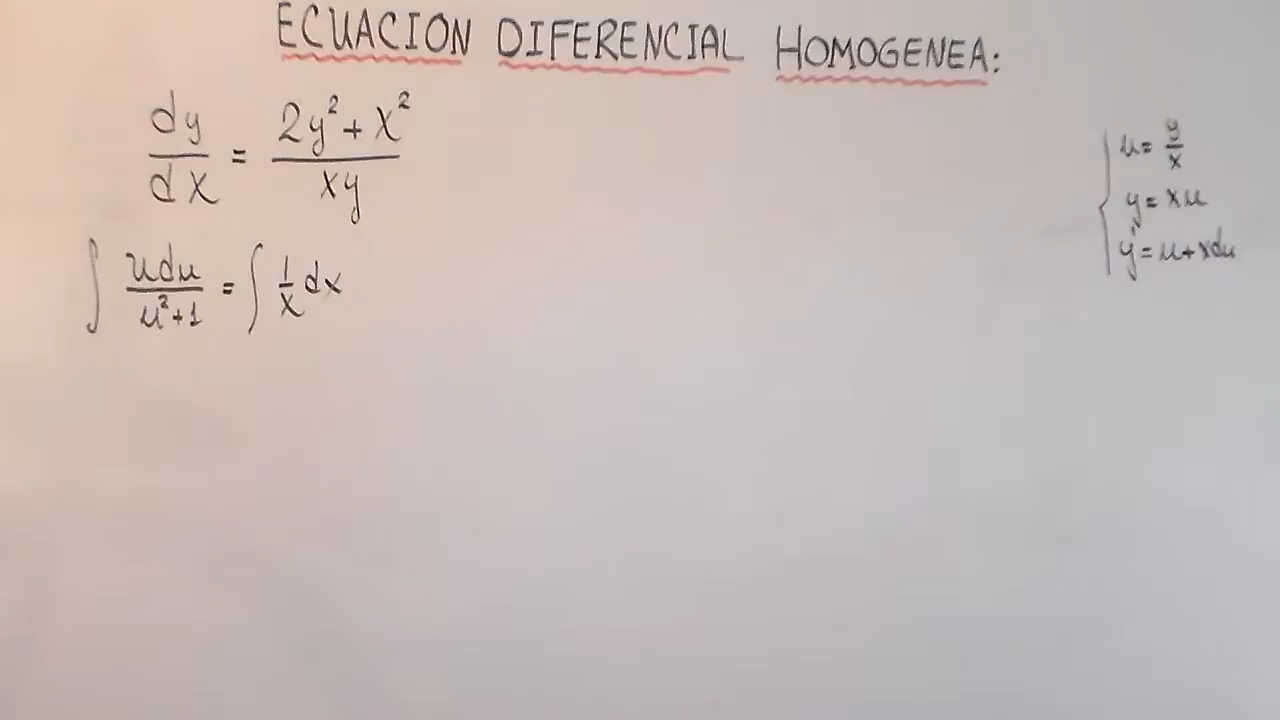 ECUACION DIFERENCIAL HOMOGENEA:
dy/dx = (2y² + x²)/(xy)
u = y/x
y = xu
y' = u + xdu
∫ udu/(u²+1) = ∫ 1/x dx